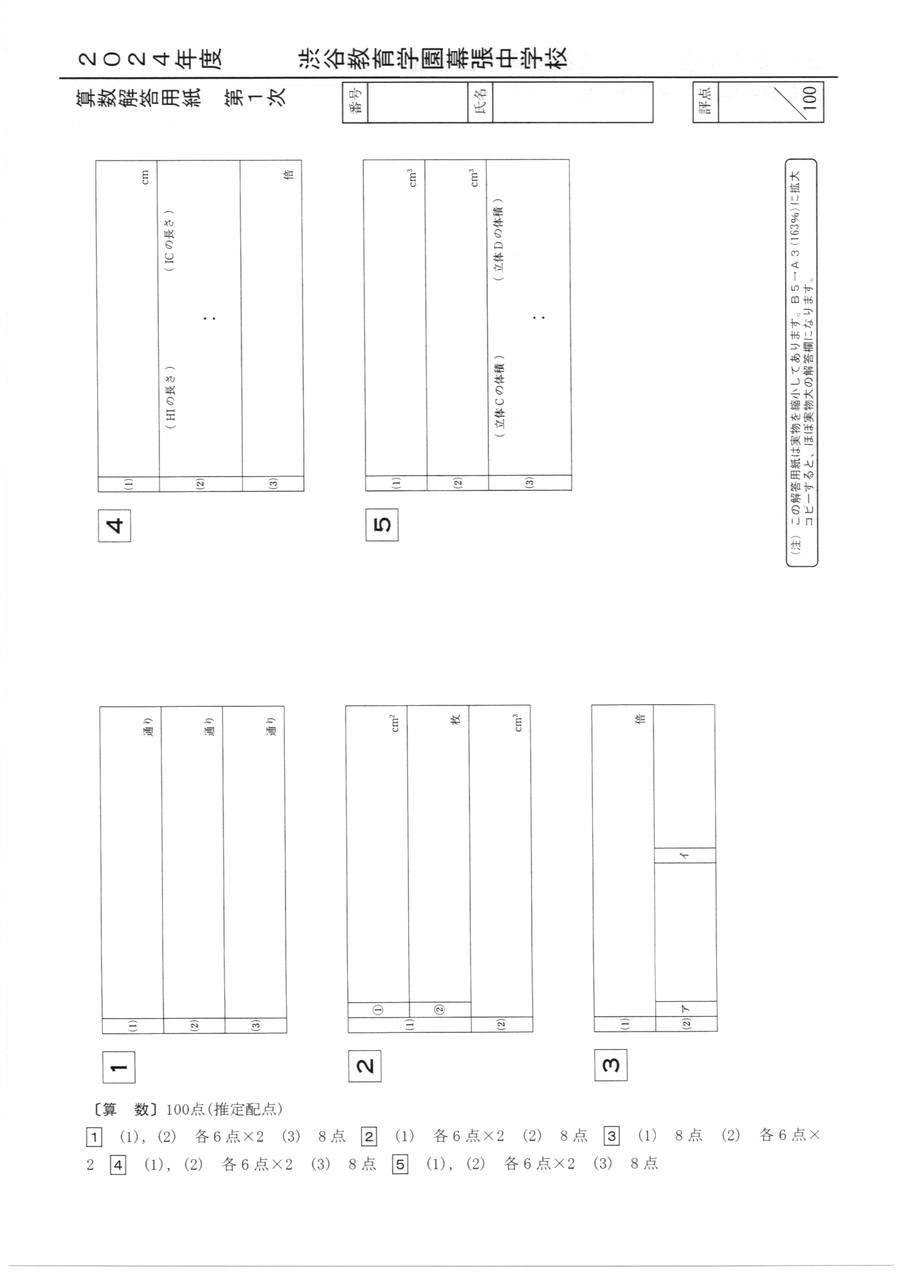 ２０２４年度　渋谷教育学園幕張中学校
算数解答用紙　第１次
番号
氏名
評点
／100
1
(1)
通り
(2)
通り
(3)
通り
2
(1)
①
cm²
②
枚
(2)
cm³
3
(1)
倍
(2)
ア
イ
4
(1)
cm
(2)
（HIの長さ）　：　（ICの長さ）
(3)
倍
5
(1)
cm³
(2)
cm³
(3)
（立体Cの体積）　：　（立体Dの体積）
（注）この解答用紙は実物を縮小してあります。Ｂ５→Ａ３(163%)に拡大
コピーすると、ほぼ実物大の解答欄になります。
〔算　数〕100点(推定配点)
1　(1)，(2)　各６点×２　(3)　８点　2　(1)　各６点×２　(2)　８点　3　(1)　８点　(2)　各６点×
２　4　(1)，(2)　各６点×２　(3)　８点　5　(1)，(2)　各６点×２　(3)　８点